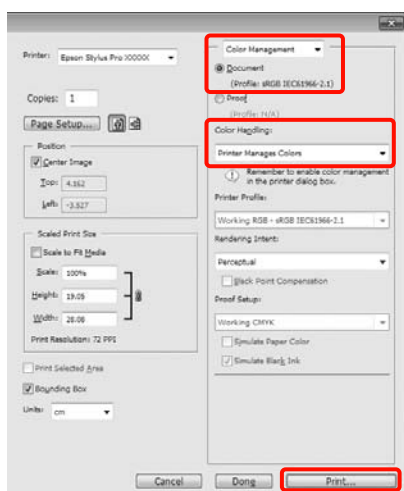 Printer: Epson Stylus Pro XXXXX
Copies: 1
Page Setup...
Position
Center Image
Top: 4.162
Left: -3.527
Scaled Print Size
Scale to Fit Media
Scale: 100%
Height: 19.05
Width: 28.08
Print Resolution: 72 PPI
Print Selected Area
Bounding Box
Units: cm
Color Management
Document
(Profile: sRGB IEC61966-2.1)
Proof
(Profile: N/A)
Color Handling:
Printer Manages Colors
Remember to enable color management
in the printer dialog box.
Printer Profile:
Working RGB - sRGB IEC61966-2.1
Rendering Intent:
Perceptual
Black Point Compensation
Proof Setup:
Working CMYK
Simulate Paper Color
Simulate Black Ink
Cancel
Done
Print...